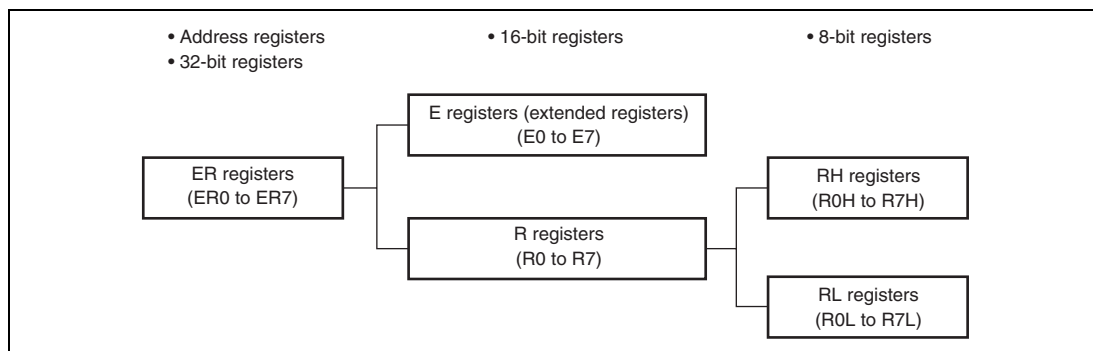 • Address registers
• 32-bit registers
• 16-bit registers
• 8-bit registers
E registers (extended registers)
(E0 to E7)
ER registers
(ER0 to ER7)
RH registers
(R0H to R7H)
R registers
(R0 to R7)
RL registers
(R0L to R7L)